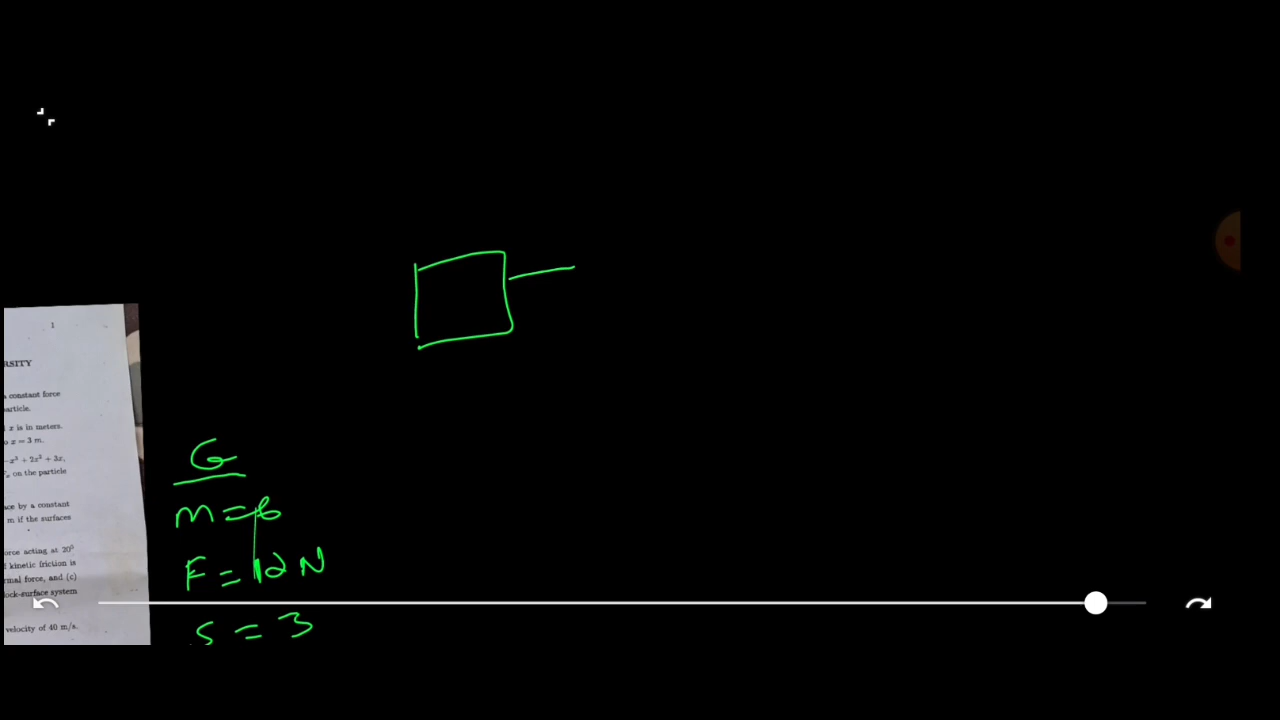 1
RSITY
a constant force
particle.
x is in meters.
o x = 3 m.
−x³ + 2x² + 3x,
on the particle
ace by a constant
m if the surfaces
orce acting at 20⁰
kinetic friction is
rmal force, and (c)
lock-surface system
velocity of 40 m/s.
G
m = 6
F = 12 N
S = 3